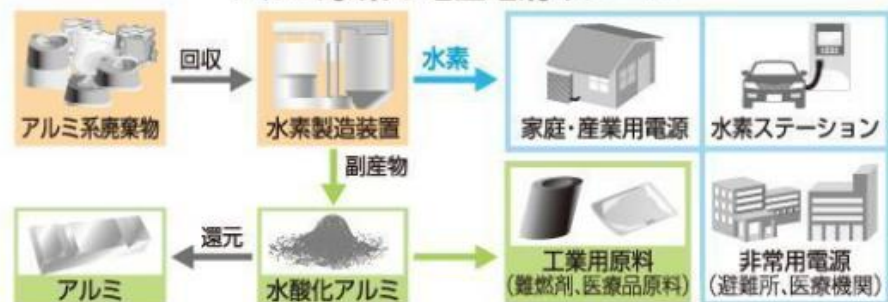 回収
水素
アルミ系廃棄物
水素製造装置
家庭・産業用電源
水素ステーション
副産物
還元
アルミ
水酸化アルミ
工業用原料
(難燃剤、医療品原料)
非常用電源
(避難所、医療機関)